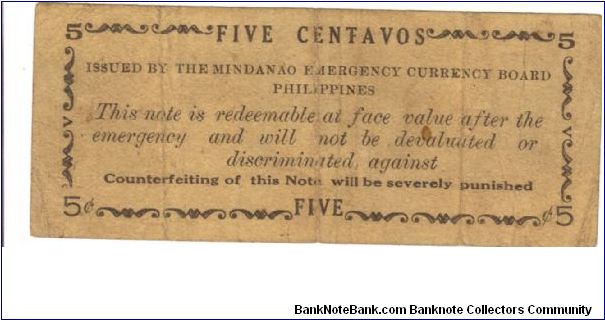 5 FIVE CENTAVOS 5
ISSUED BY THE MINDANAO EMERGENCY CURRENCY BOARD
PHILIPPINES
This note is redeemable at face value after the
emergency and will not be devaluated or
discriminated against
Counterfeiting of this Note will be severely punished
V V
5¢ FIVE ¢5
BankNoteBank.com Banknote Collectors Community